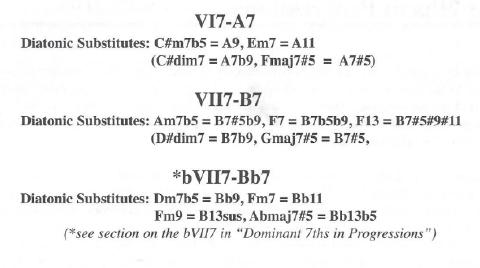 VI7-A7
Diatonic Substitutes: C#m7b5 = A9, Em7 = A11
(C#dim7 = A7b9, Fmaj7#5 = A7#5)
VII7-B7
Diatonic Substitutes: Am7b5 = B7#5b9, F7 = B7b5b9, F13 = B7#5#9#11
(D#dim7 = B7b9, Gmaj7#5 = B7#5,
*bVII7-Bb7
Diatonic Substitutes: Dm7b5 = Bb9, Fm7 = Bb11
Fm9 = B13sus, Abmaj7#5 = Bb13b5
(*see section on the bVII7 in “Dominant 7ths in Progressions”)